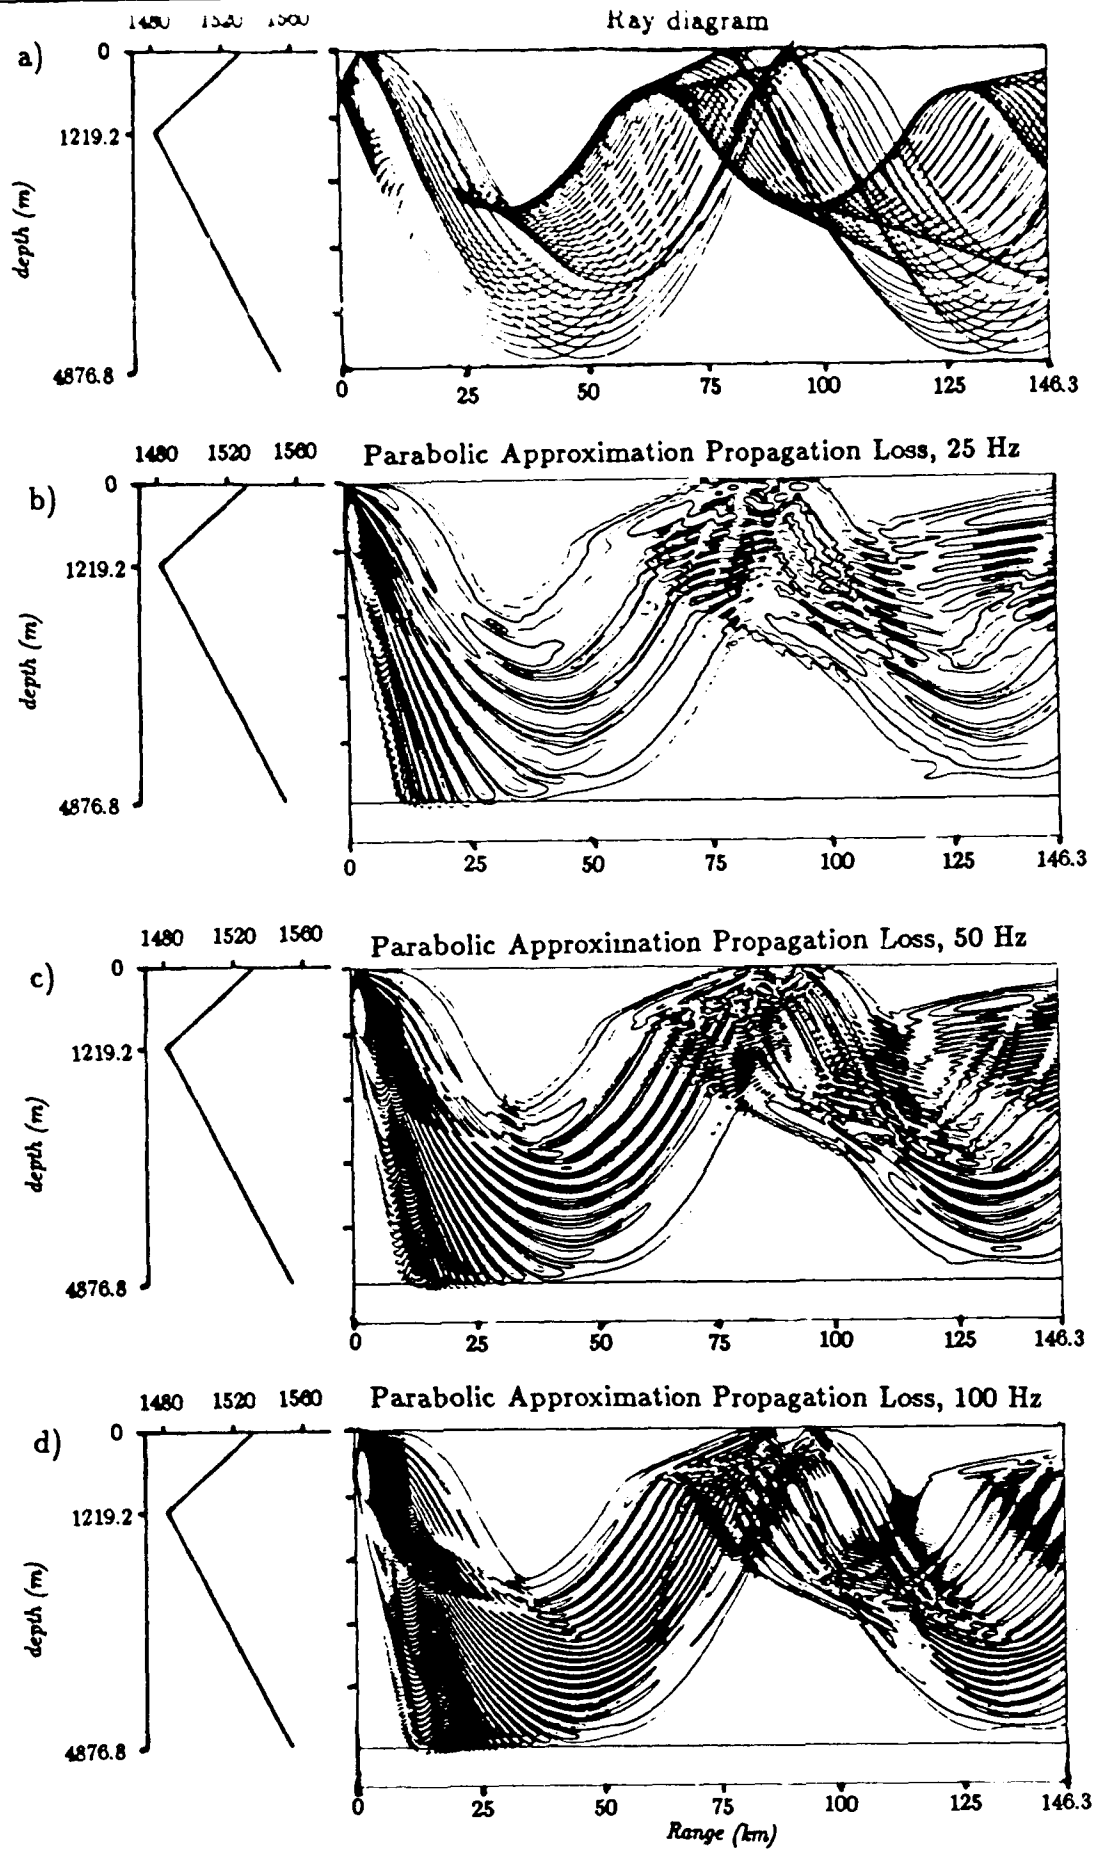 1480 1520 1560
Ray diagram
a)
0
1219.2
depth (m)
4876.8
0 25 50 75 100 125 146.3
1480 1520 1560
Parabolic Approximation Propagation Loss, 25 Hz
b)
0
1219.2
depth (m)
4876.8
0 25 50 75 100 125 146.3
1480 1520 1560
Parabolic Approximation Propagation Loss, 50 Hz
c)
0
1219.2
depth (m)
4876.8
0 25 50 75 100 125 146.3
1480 1520 1560
Parabolic Approximation Propagation Loss, 100 Hz
d)
0
1219.2
depth (m)
4876.8
0 25 50 75 100 125 146.3
Range (km)